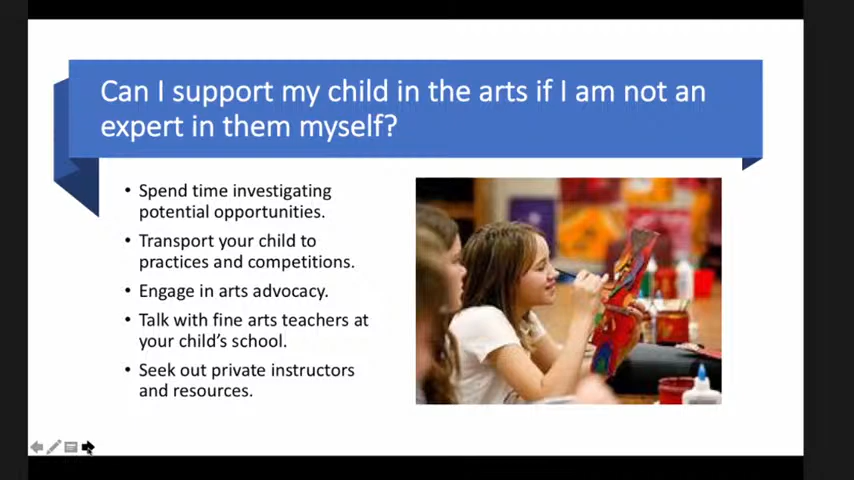 Can I support my child in the arts if I am not an
expert in them myself?
• Spend time investigating
potential opportunities.
• Transport your child to
practices and competitions.
• Engage in arts advocacy.
• Talk with fine arts teachers at
your child's school.
• Seek out private instructors
and resources.